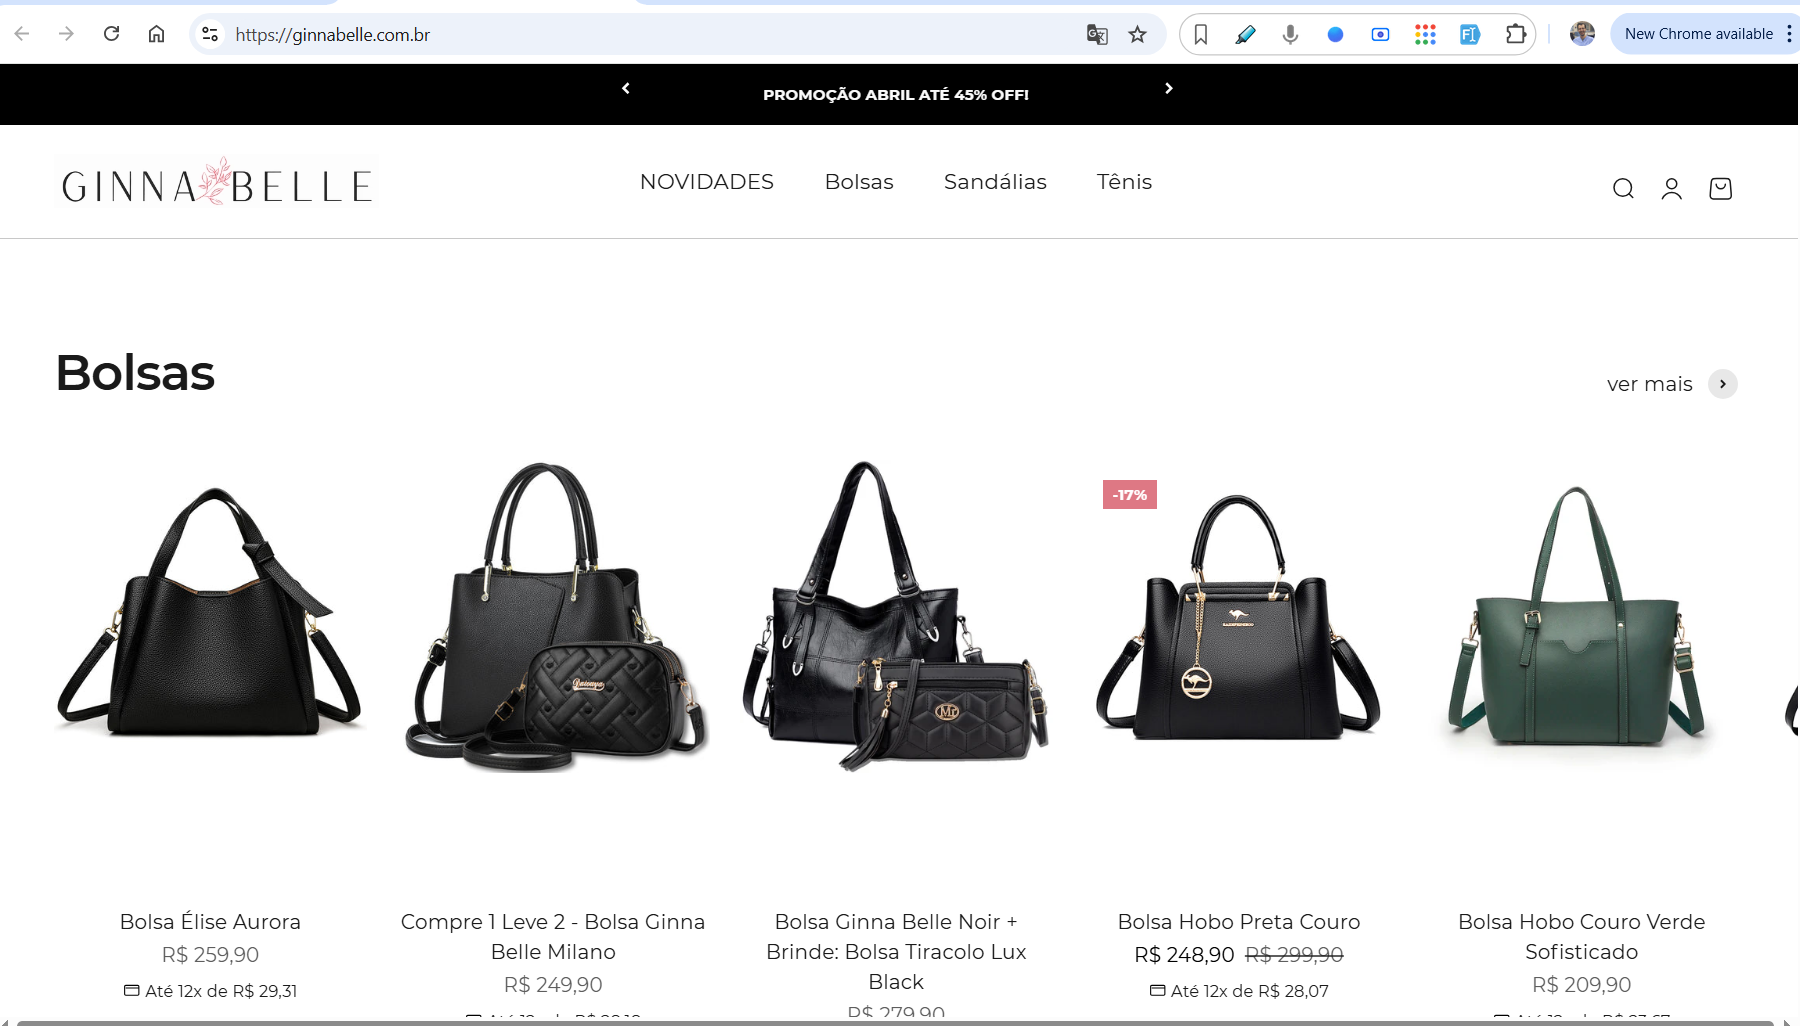 https://ginnabelle.com.br
New Chrome available
PROMOÇÃO ABRIL ATÉ 45% OFF!
GINNA BELLE
NOVIDADES
Bolsas
Sandálias
Tênis
Bolsas
ver mais
-17%
Bolsa Élise Aurora
R$ 259,90
Até 12x de R$ 29,31
Compre 1 Leve 2 - Bolsa Ginna
Belle Milano
R$ 249,90
Bolsa Ginna Belle Noir +
Brinde: Bolsa Tiracolo Lux
Black
R$ 279,90
Bolsa Hobo Preta Couro
R$ 248,90 R$ 299,90
Até 12x de R$ 28,07
Bolsa Hobo Couro Verde
Sofisticado
R$ 209,90